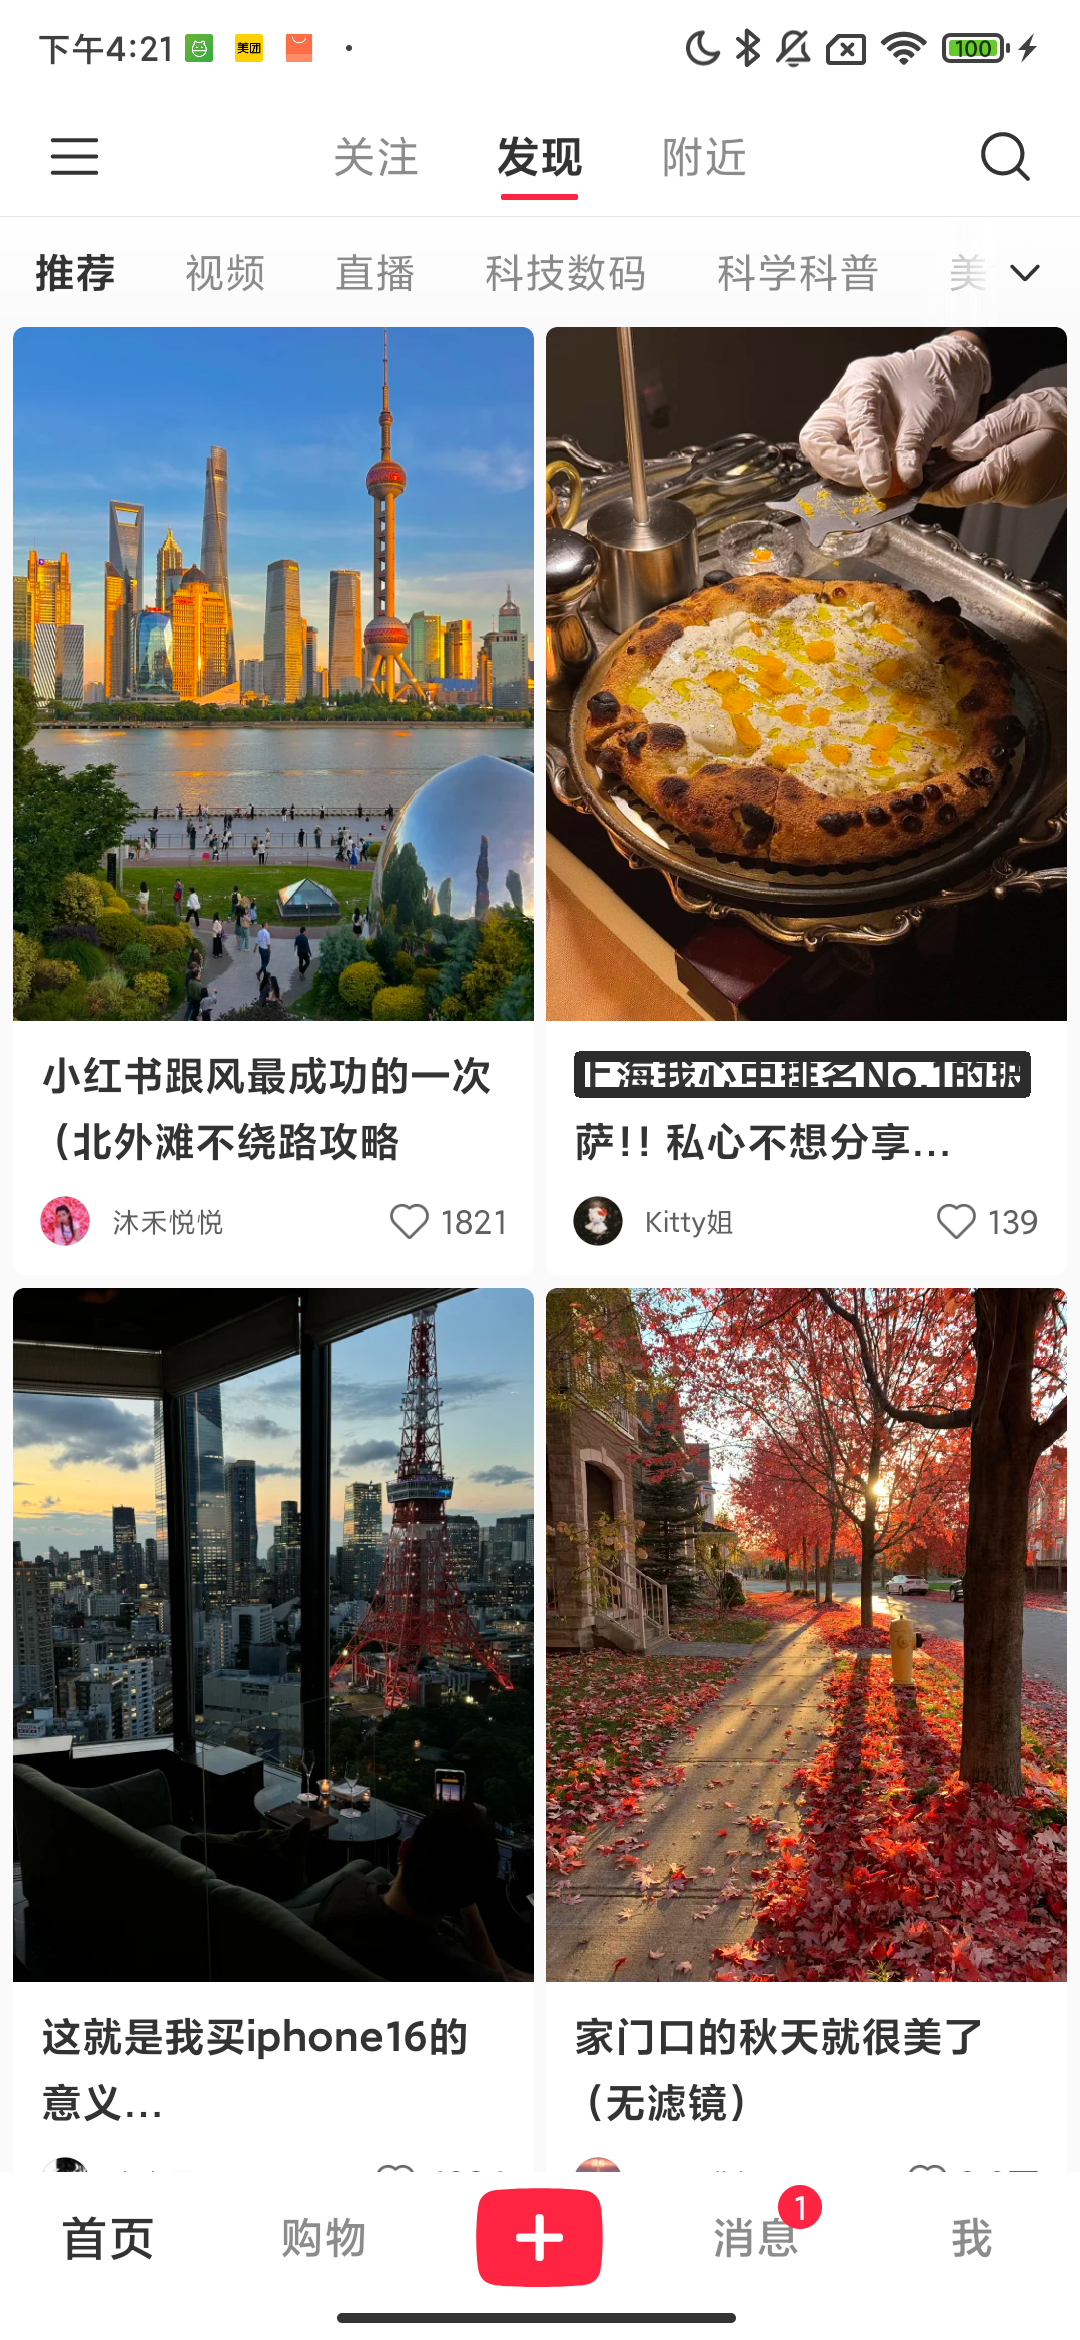 下午4:21
美团
100
关注 发现 附近
推荐 视频 直播 科技数码 科学科普 美
小红书跟风最成功的一次
（北外滩不绕路攻略
沐禾悦悦 1821
上海我心中排名No.1的披
萨!! 私心不想分享...
Kitty姐 139
这就是我买iphone16的
意义...
家门口的秋天就很美了
（无滤镜）
首页 购物 消息 1 我